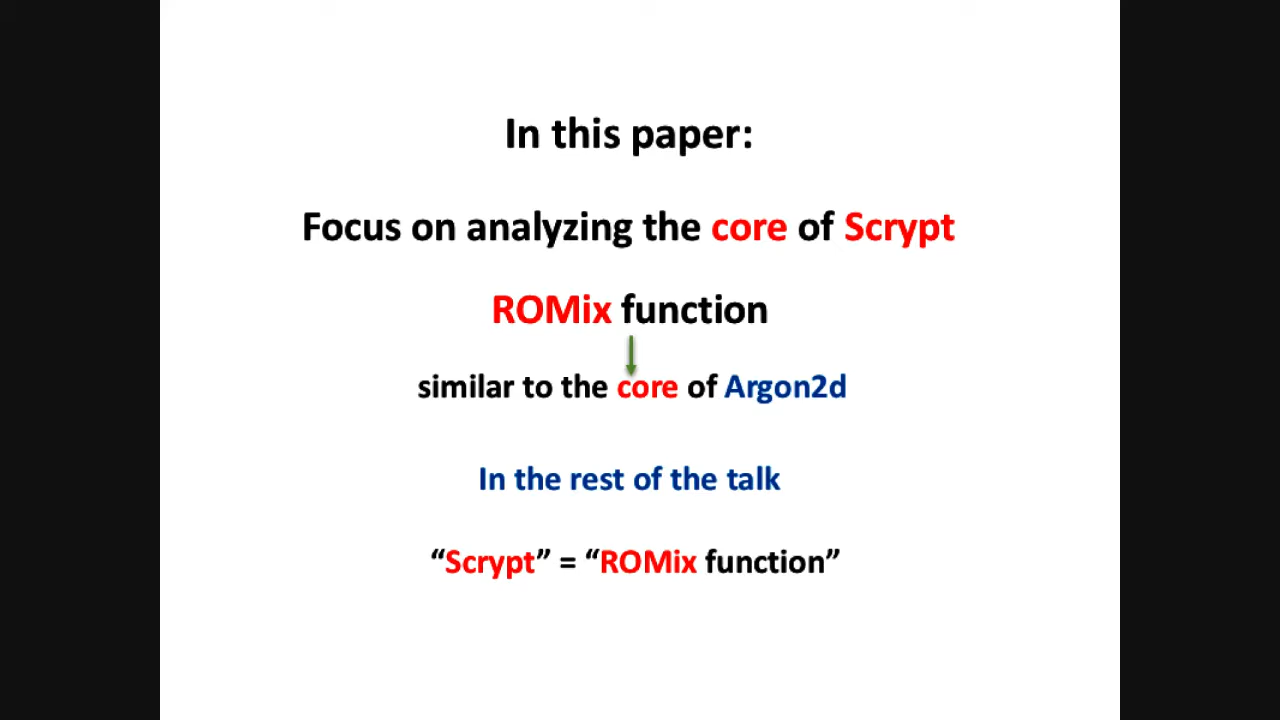 In this paper:
Focus on analyzing the core of Scrypt
ROMix function
similar to the core of Argon2d
In the rest of the talk
“Scrypt” = “ROMix function”